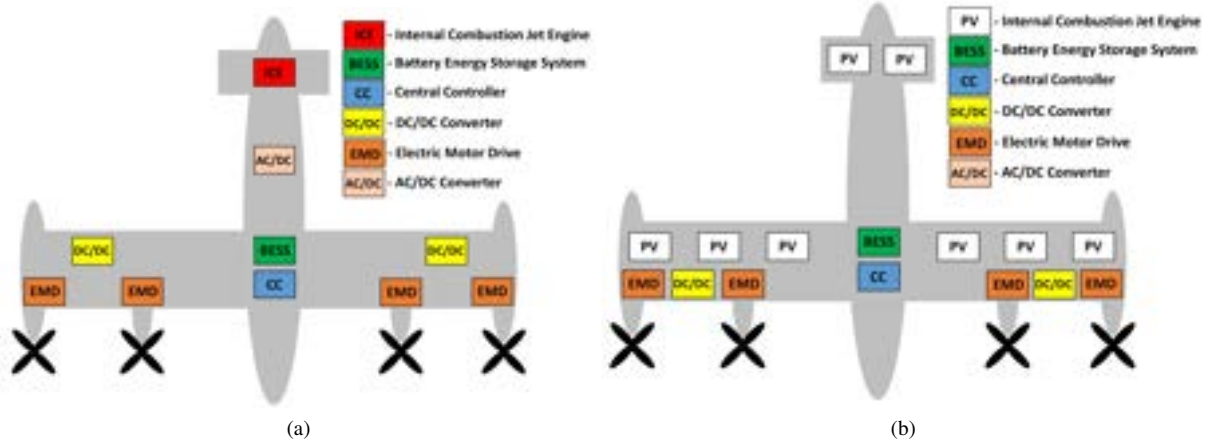 ICE - Internal Combustion Jet Engine
BESS - Battery Energy Storage System
CC - Central Controller
DC/DC - DC/DC Converter
EMD - Electric Motor Drive
AC/DC - AC/DC Converter
ICE
AC/DC
DC/DC BESS DC/DC
EMD EMD CC EMD EMD
(a)
PV - Internal Combustion Jet Engine
BESS - Battery Energy Storage System
CC - Central Controller
DC/DC - DC/DC Converter
EMD - Electric Motor Drive
AC/DC - AC/DC Converter
PV PV
PV PV PV BESS PV PV PV
EMD DC/DC EMD CC EMD DC/DC EMD
(b)